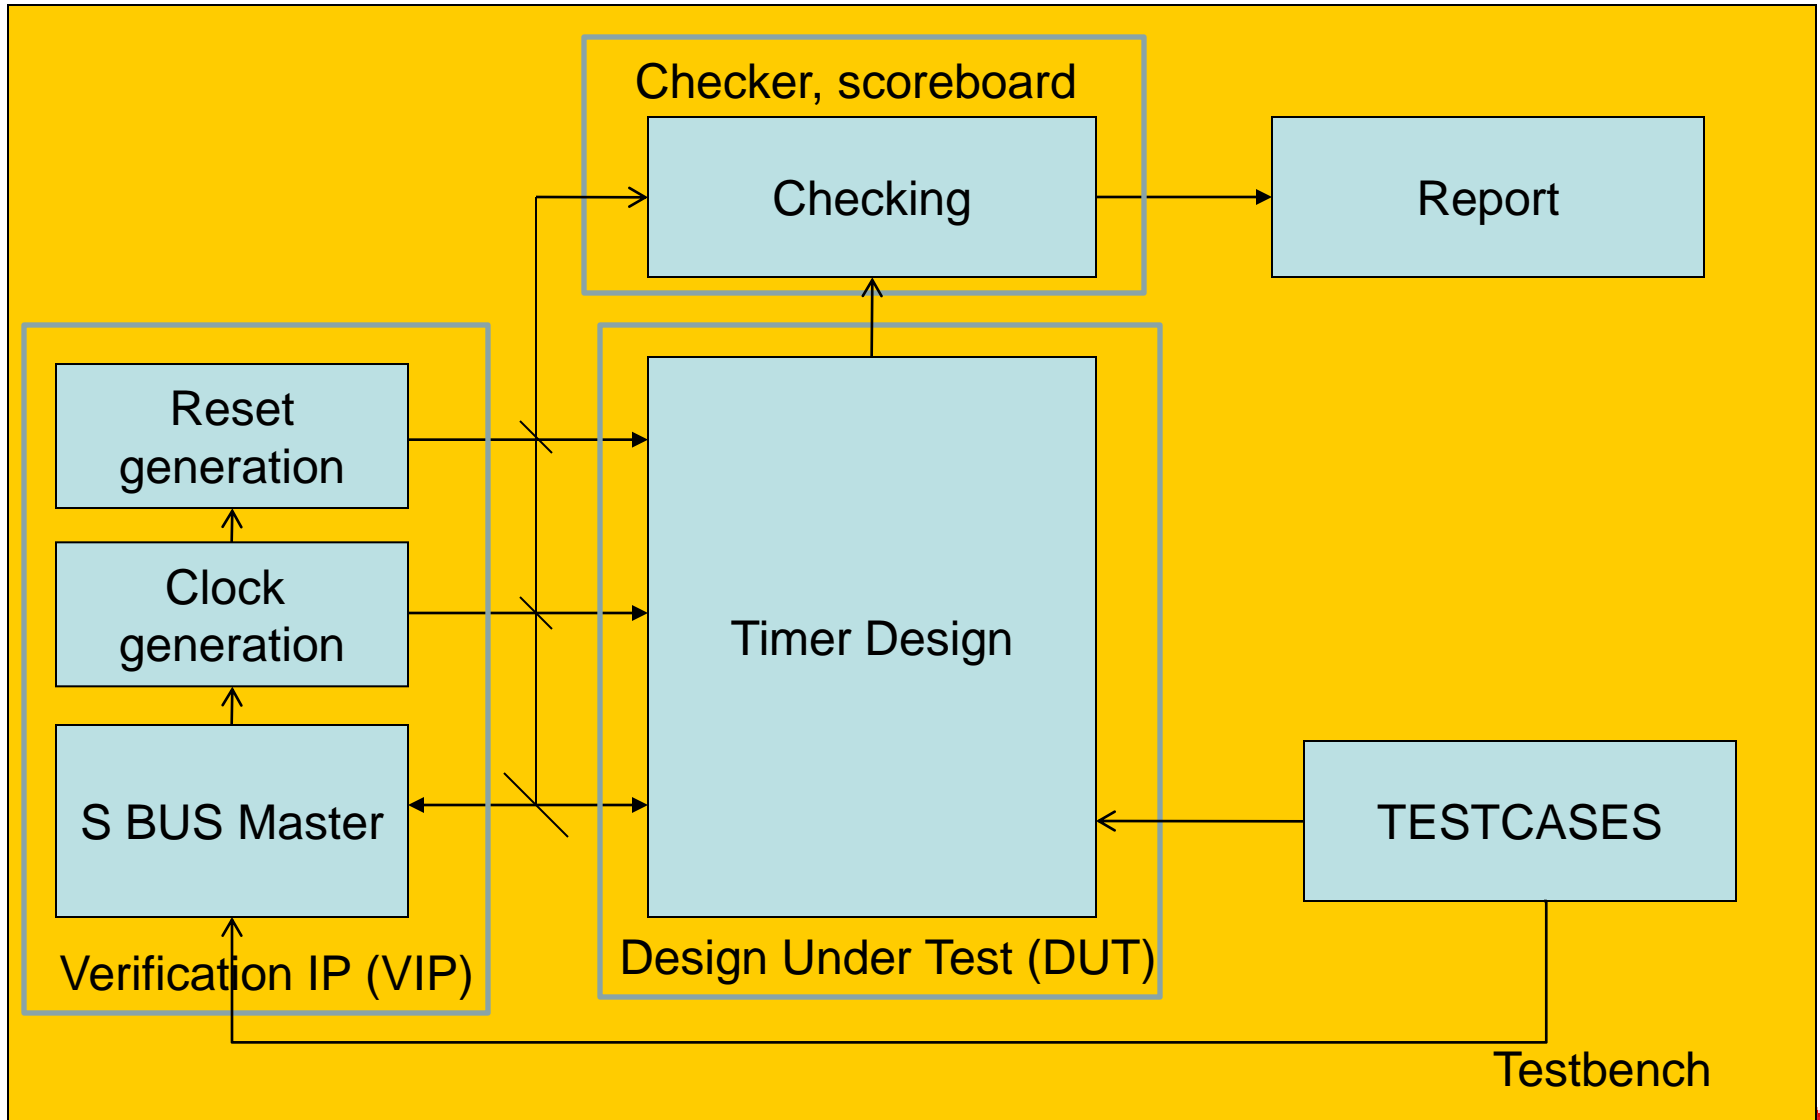 Checker, scoreboard
Checking
Report
Reset
generation
Clock
generation
S BUS Master
Verification IP (VIP)
Timer Design
Design Under Test (DUT)
TESTCASES
Testbench